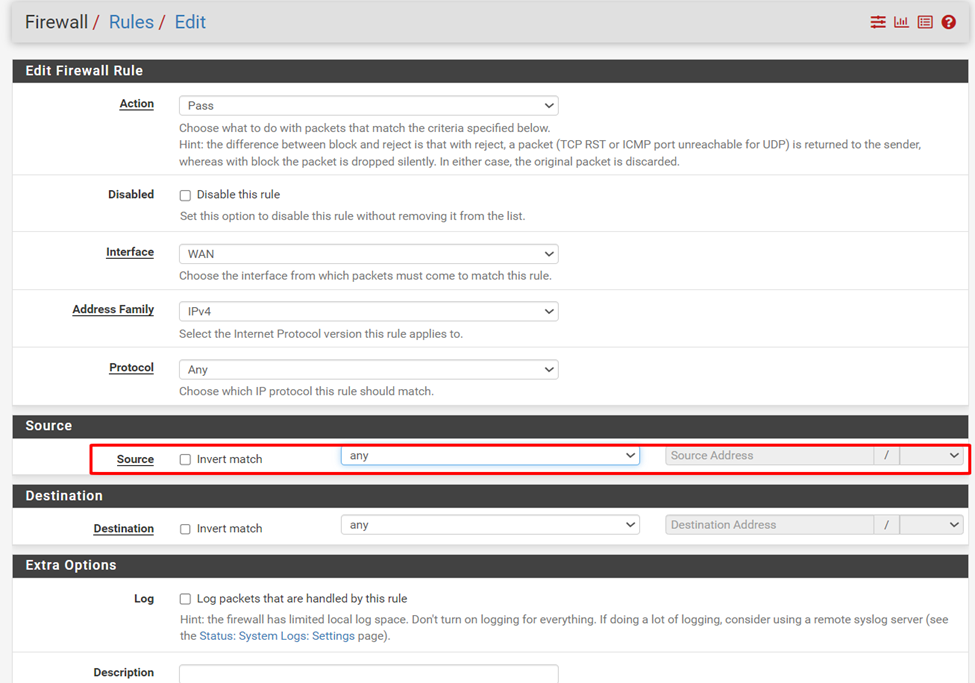 Firewall / Rules / Edit
Edit Firewall Rule
Action
Pass
Choose what to do with packets that match the criteria specified below.
Hint: the difference between block and reject is that with reject, a packet (TCP RST or ICMP port unreachable for UDP) is returned to the sender,
whereas with block the packet is dropped silently. In either case, the original packet is discarded.
Disabled
Disable this rule
Set this option to disable this rule without removing it from the list.
Interface
WAN
Choose the interface from which packets must come to match this rule.
Address Family
IPv4
Select the Internet Protocol version this rule applies to.
Protocol
Any
Choose which IP protocol this rule should match.
Source
Source Invert match any Source Address /
Destination
Destination Invert match any Destination Address /
Extra Options
Log
Log packets that are handled by this rule
Hint: the firewall has limited local log space. Don't turn on logging for everything. If doing a lot of logging, consider using a remote syslog server (see
the Status: System Logs: Settings page).
Description